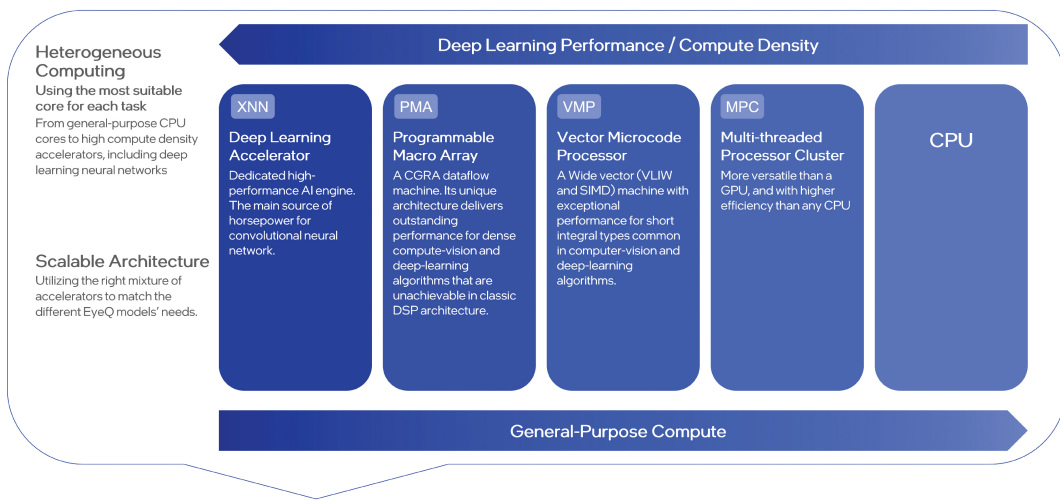 Heterogeneous
Computing
Using the most suitable
core for each task
From general-purpose CPU
cores to high compute density
accelerators, including deep
learning neural networks
Scalable Architecture
Utilizing the right mixture of
accelerators to match the
different EyeQ models' needs.
Deep Learning Performance / Compute Density
XNN
Deep Learning
Accelerator
Dedicated high-
performance AI engine.
The main source of
horsepower for
convolutional neural
network.
PMA
Programmable
Macro Array
A CGRA dataflow
machine. Its unique
architecture delivers
outstanding
performance for dense
compute-vision and
deep-learning
algorithms that are
unachievable in classic
DSP architecture.
VMP
Vector Microcode
Processor
A Wide vector (VLIW
and SIMD) machine with
exceptional
performance for short
integral types common
in computer-vision and
deep-learning
algorithms.
MPC
Multi-threaded
Processor Cluster
More versatile than a
GPU, and with higher
efficiency than any CPU
CPU
General-Purpose Compute